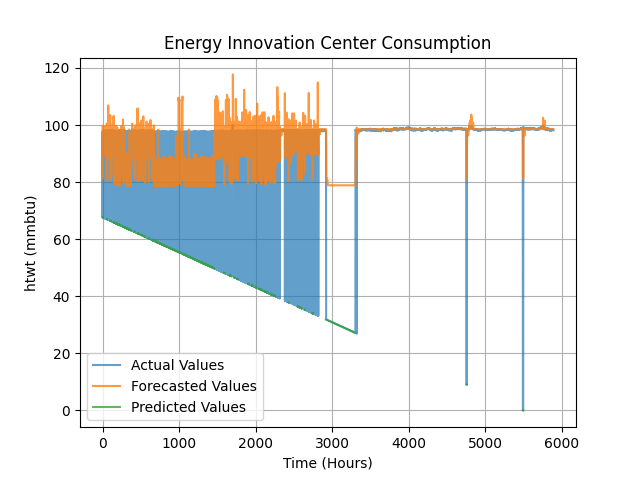 Energy Innovation Center Consumption
120
100
80
60
40
20
0
htwt (mmbtu)
Actual Values
Forecasted Values
Predicted Values
0 1000 2000 3000 4000 5000 6000
Time (Hours)